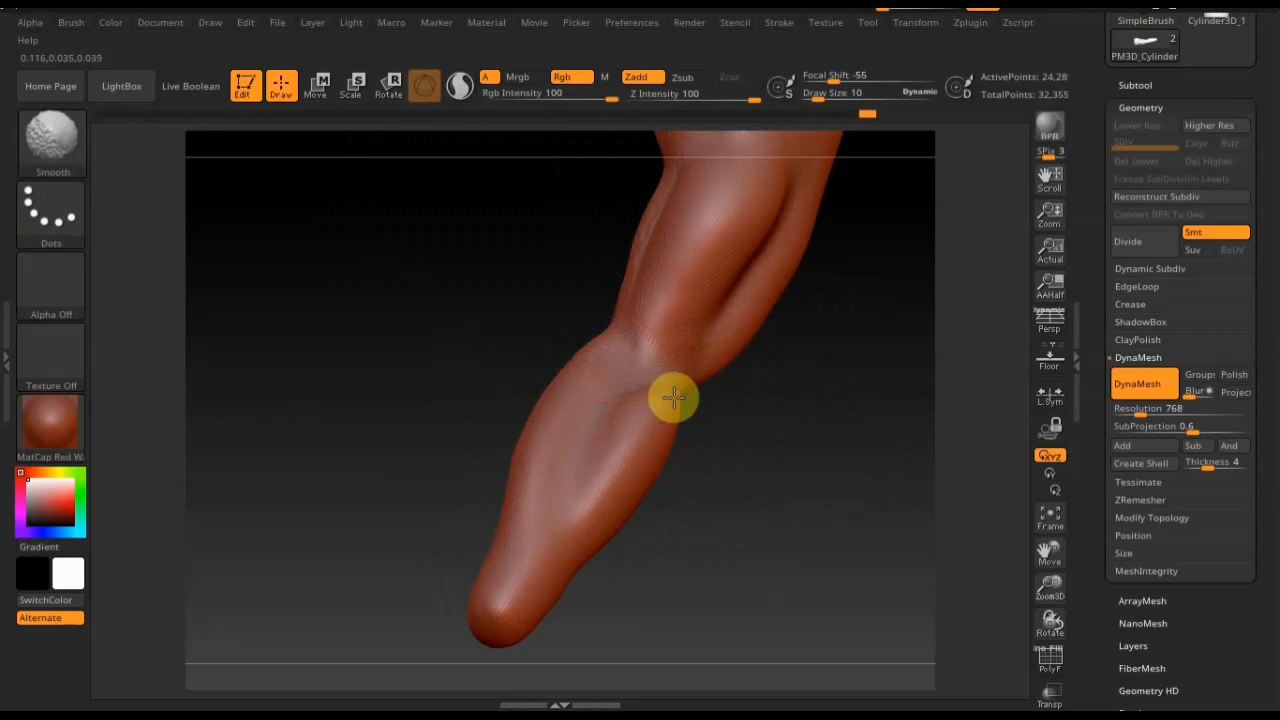 Alpha Brush Color Document Draw Edit File Layer Light Macro Marker Material Movie Picker Preferences Render Stencil Stroke Texture Tool Transform Zplugin Zscript
Help
0.116,0.035,0.039
Home Page
LightBox
Live Boolean
Edit
Draw
Move
Scale
Rotate
A
Mrgb
Rgb
M
Rgb Intensity 100
Zadd
Zsub
Zcut
Z Intensity 100
S
Focal Shift -55
Draw Size 10
Dynamic
D
ActivePoints: 24,28
TotalPoints: 32,355
Smooth
Dots
Alpha Off
Texture Off
MatCap Red W
Gradient
SwitchColor
Alternate
BPR
SPix 3
Scroll
Zoom
Actual
AAHalf
Dynamic
Persp
Floor
L.Sym
XYZ
Y
Z
Frame
Move
Zoom3D
Rotate
PolyF
Transp
SimpleBrush
Cylinder3D_1
2
PM3D_Cylinder
Subtool
Geometry
Lower Res
Higher Res
SDiv
Cage
Rstr
Del Lower
Del Higher
Freeze SubDivision Levels
Reconstruct Subdiv
Convert BPR To Geo
Divide
Smt
Suv
ReUV
Dynamic Subdiv
EdgeLoop
Crease
ShadowBox
ClayPolish
DynaMesh
DynaMesh
Groups
Polish
Blur
Project
Resolution 768
SubProjection 0.6
Add
Sub
And
Create Shell
Thickness 4
Tessimate
ZRemesher
Modify Topology
Position
Size
MeshIntegrity
ArrayMesh
NanoMesh
Layers
FiberMesh
Geometry HD